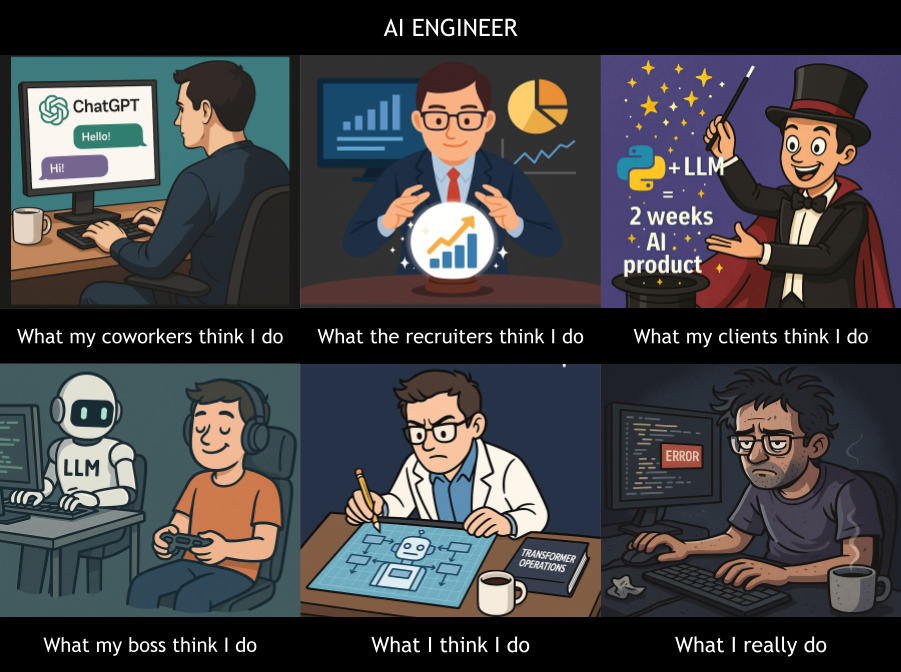 AI ENGINEER
ChatGPT
Hello!
Hi!
+ LLM
=
2 weeks
AI
product
What my coworkers think I do
What the recruiters think I do
What my clients think I do
LLM
TRANSFORMER
OPERATIONS
ERROR
What my boss think I do
What I think I do
What I really do